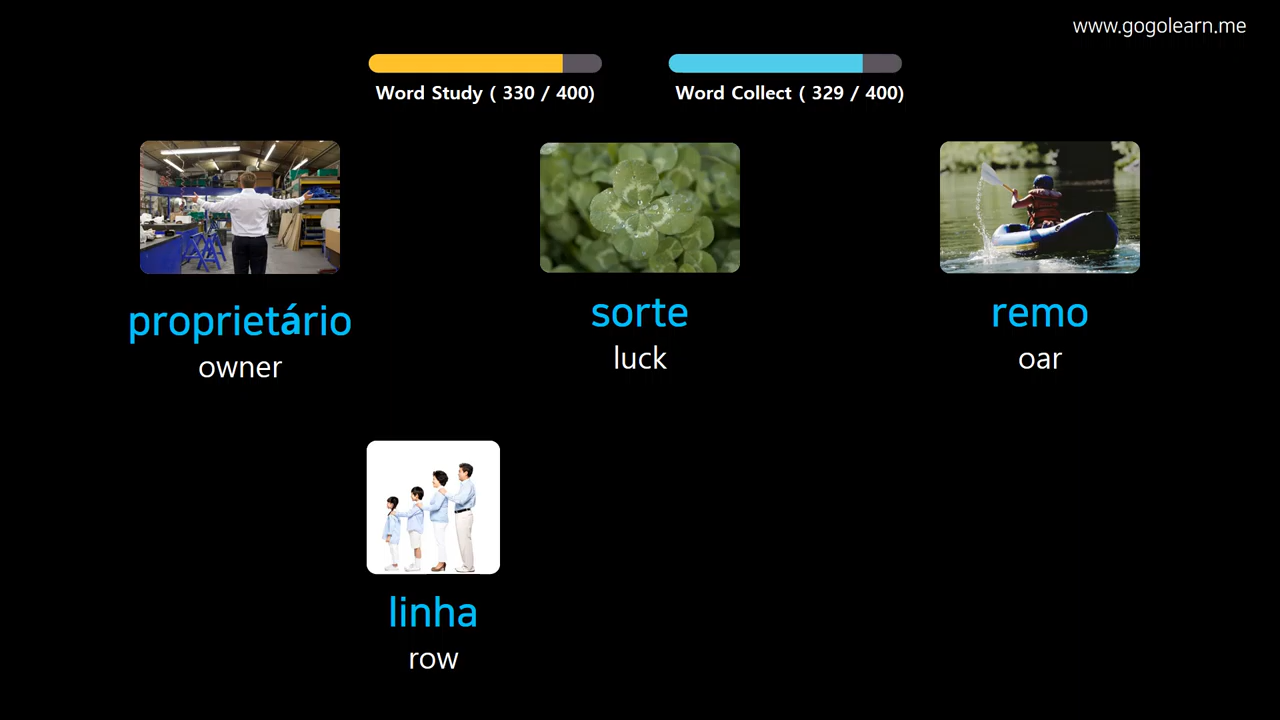 www.gogolearn.me
Word Study ( 330 / 400)
Word Collect ( 329 / 400)
proprietário
owner
sorte
luck
remo
oar
linha
row